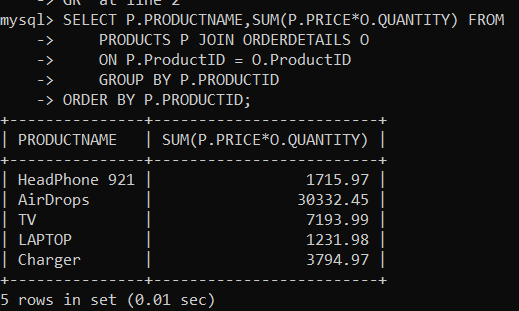 -> GR' at line 2
mysql> SELECT P.PRODUCTNAME,SUM(P.PRICE*O.QUANTITY) FROM
    ->     PRODUCTS P JOIN ORDERDETAILS O
    ->     ON P.ProductID = O.ProductID
    ->     GROUP BY P.PRODUCTID
    -> ORDER BY P.PRODUCTID;
+---------------+-------------------------+
| PRODUCTNAME   | SUM(P.PRICE*O.QUANTITY) |
+---------------+-------------------------+
| HeadPhone 921 |                 1715.97 |
| AirDrops      |                30332.45 |
| TV            |                 7193.99 |
| LAPTOP        |                 1231.98 |
| Charger       |                 3794.97 |
+---------------+-------------------------+
5 rows in set (0.01 sec)